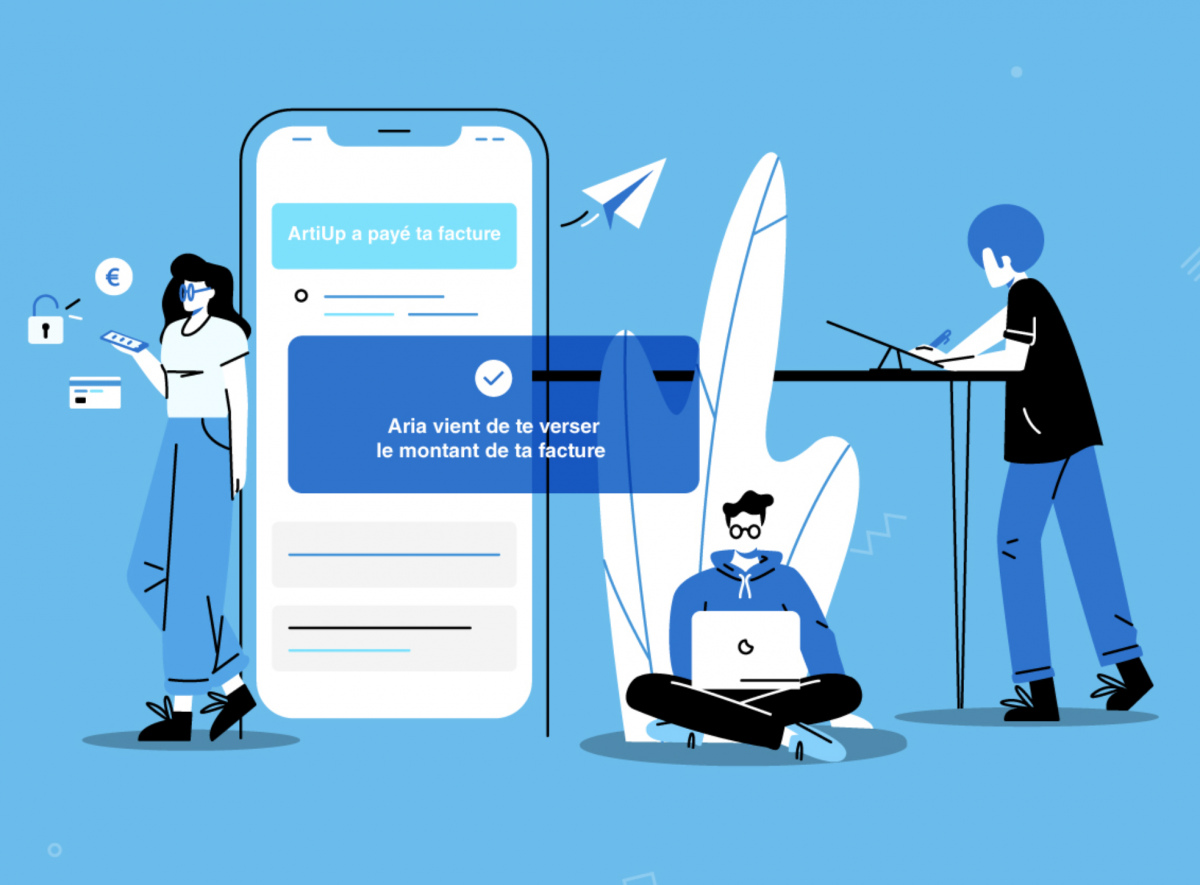 ArtiUp a payé ta facture
€
Aria vient de te verser
le montant de ta facture